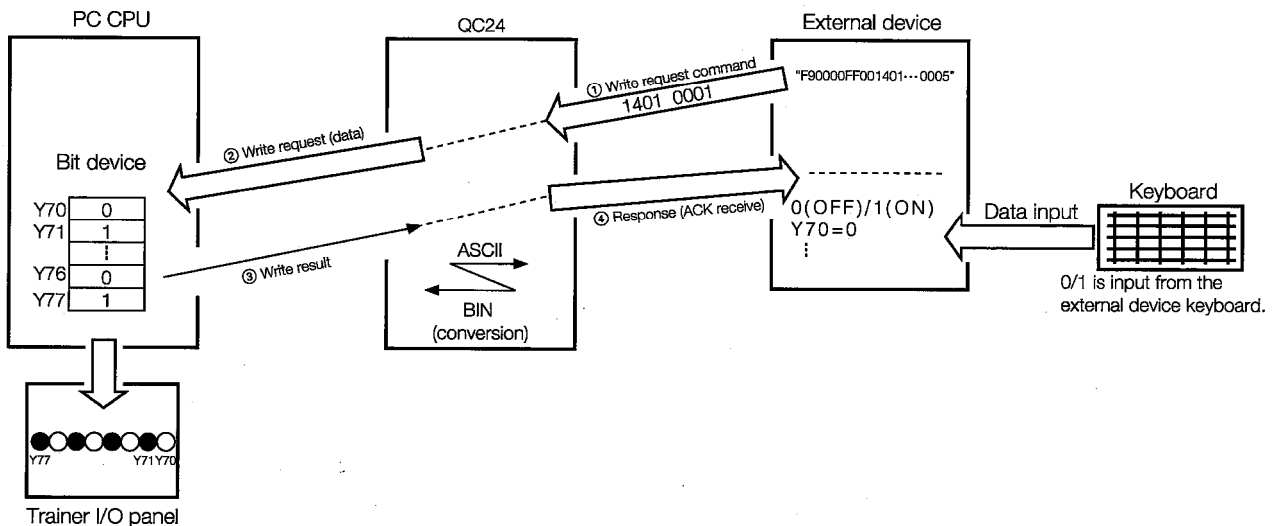 PC CPU
QC24
External device
① Write request command
1401 0001
"F90000FF001401···0005"
② Write request (data)
Bit device
Y70 0
Y71 1
Y76 0
Y77 1
③ Write result
④ Response (ACK receive)
ASCII
BIN
(conversion)
0(OFF)/1(ON)
Y70=0
Data input
Keyboard
0/1 is input from the
external device keyboard.
Y77 Y71 Y70
Trainer I/O panel